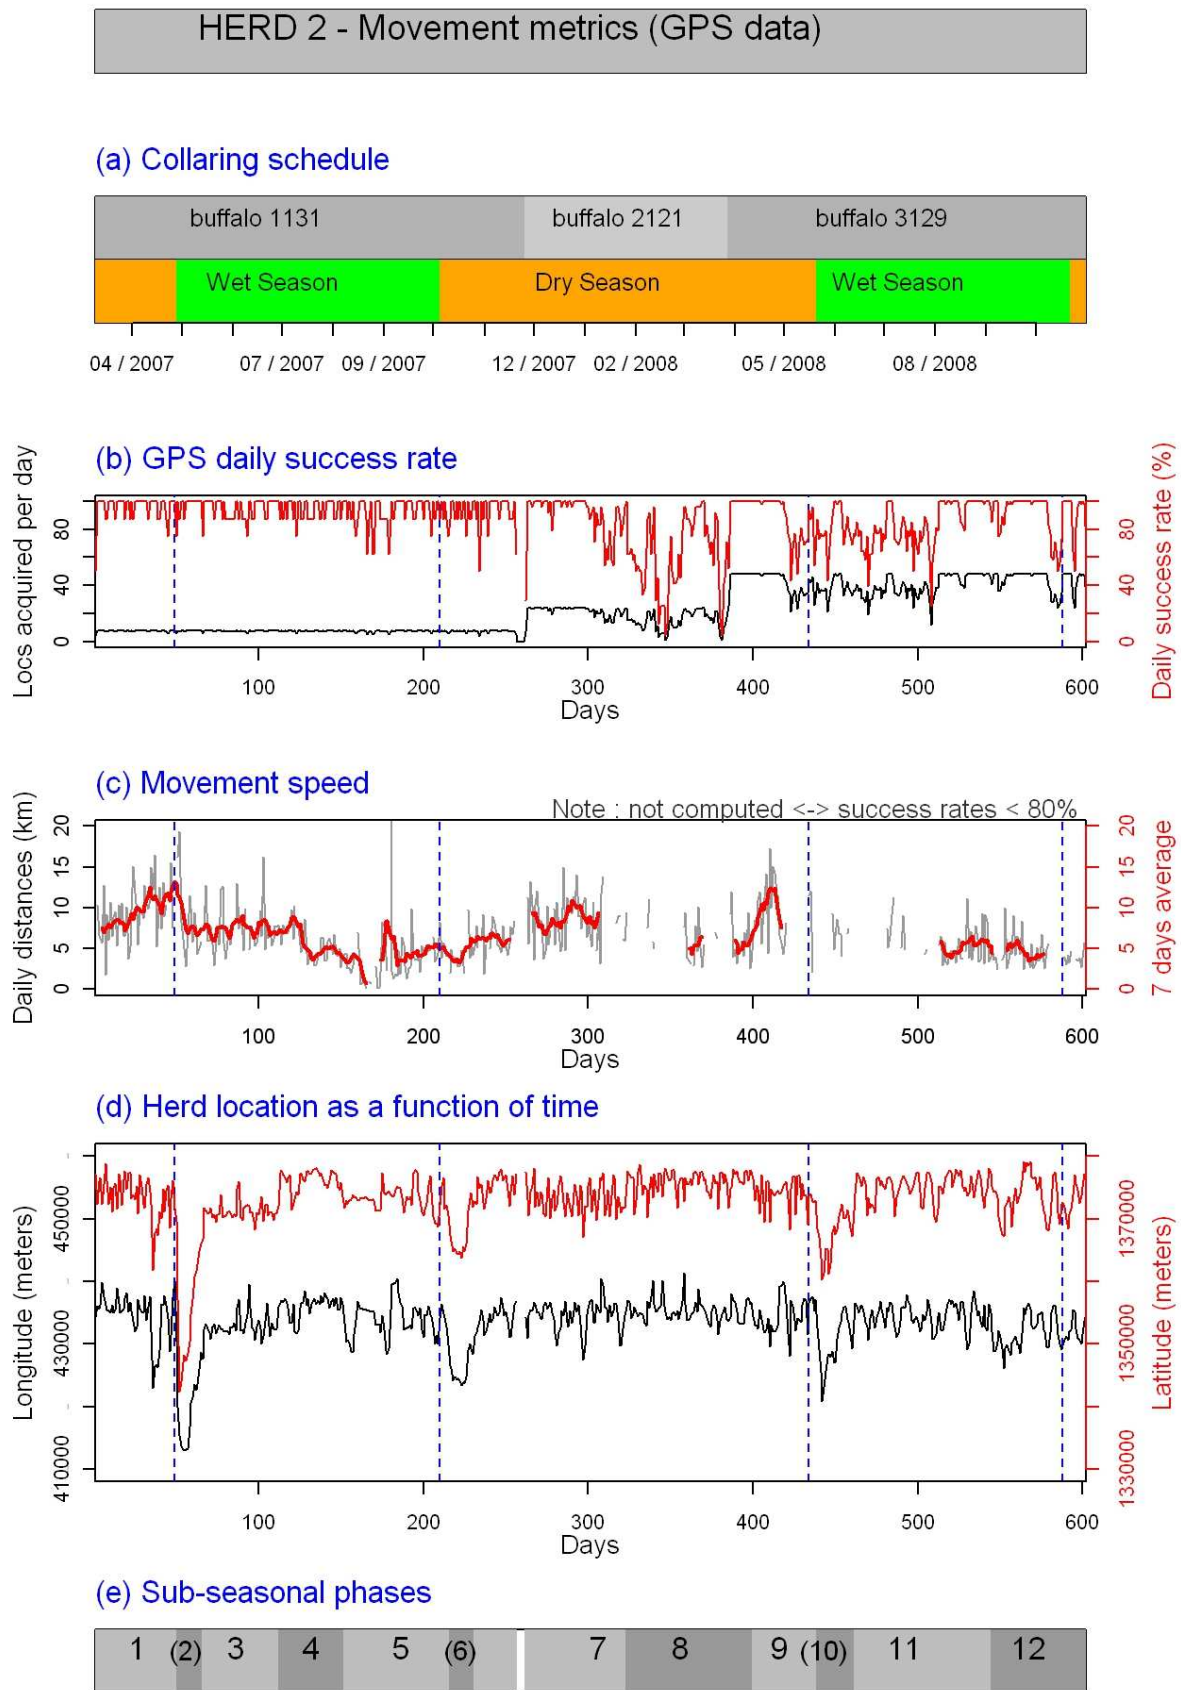 HERD 2 - Movement metrics (GPS data)
(a) Collaring schedule
buffalo 1131 buffalo 2121 buffalo 3129
Wet Season Dry Season Wet Season
04 / 2007 07 / 2007 09 / 2007 12 / 2007 02 / 2008 05 / 2008 08 / 2008
(b) GPS daily success rate
Locs acquired per day
0 40 80
Daily success rate (%)
0 40 80
100 200 300 400 500 600
Days
(c) Movement speed
Note : not computed <-> success rates < 80%
Daily distances (km)
0 5 10 15 20
7 days average
0 5 10 15 20
100 200 300 400 500 600
Days
(d) Herd location as a function of time
Longitude (meters)
410000 430000 450000
Latitude (meters)
1330000 1350000 1370000
100 200 300 400 500 600
Days
(e) Sub-seasonal phases
1 (2) 3 4 5 (6) 7 8 9 (10) 11 12